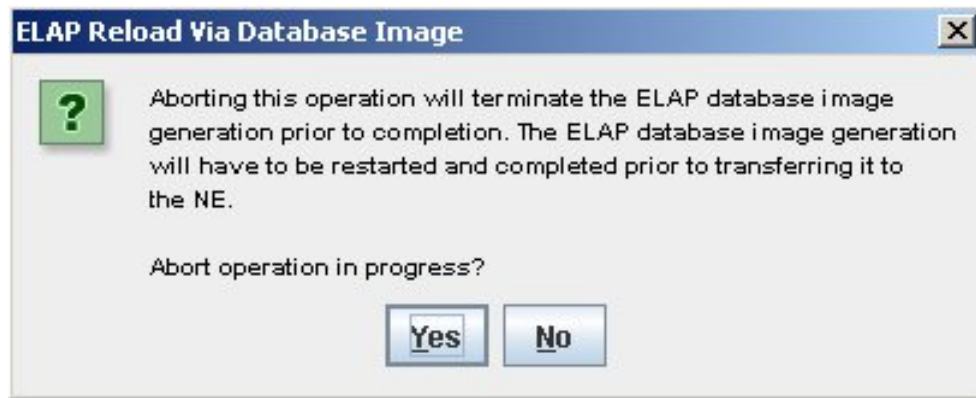 ELAP Reload Via Database Image
Aborting this operation will terminate the ELAP database image
generation prior to completion. The ELAP database image generation
will have to be restarted and completed prior to transferring it to
the NE.
Abort operation in progress?
Yes No